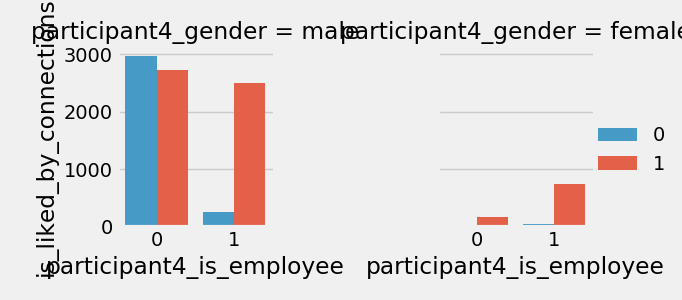 participant4_gender = male
participant4_gender = female
is_liked_by_connections
3000
2000
1000
0
0 1
0 1
participant4_is_employee
participant4_is_employee
0
1